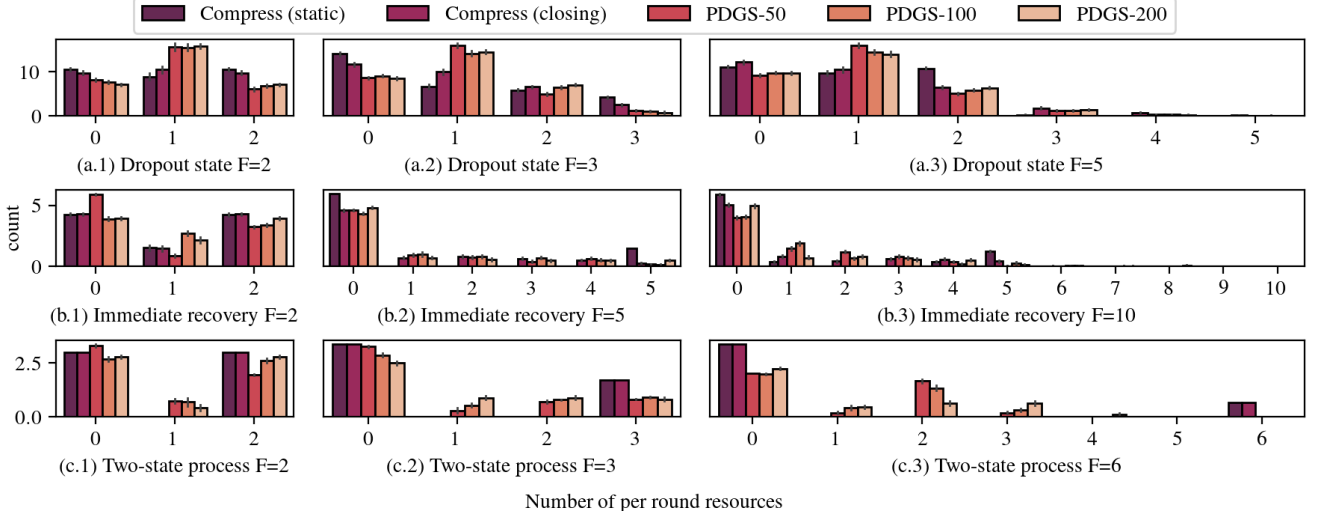 Compress (static) Compress (closing) PDGS-50 PDGS-100 PDGS-200
10
0
0 1 2
(a.1) Dropout state F=2
0 1 2 3
(a.2) Dropout state F=3
0 1 2 3 4 5
(a.3) Dropout state F=5
count
5
0
0 1 2
(b.1) Immediate recovery F=2
0 1 2 3 4 5
(b.2) Immediate recovery F=5
0 1 2 3 4 5 6 7 8 9 10
(b.3) Immediate recovery F=10
2.5
0.0
0 1 2
(c.1) Two-state process F=2
0 1 2 3
(c.2) Two-state process F=3
0 1 2 3 4 5 6
(c.3) Two-state process F=6
Number of per round resources